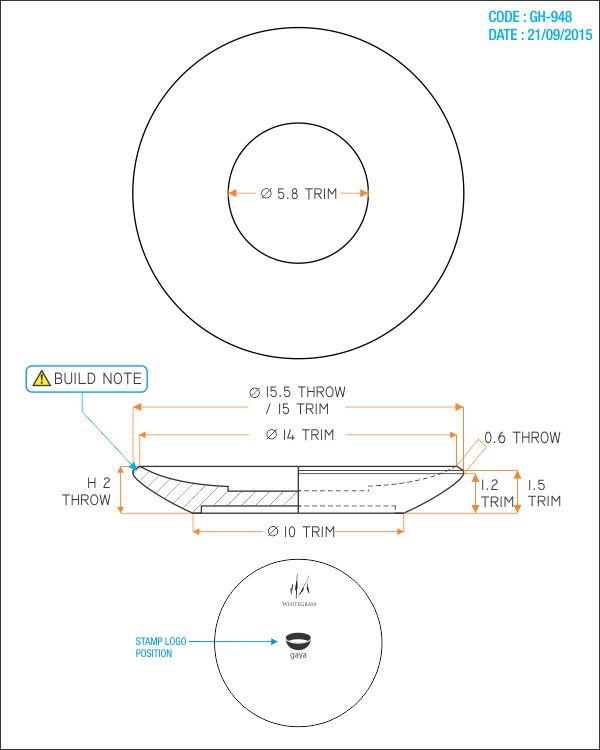 CODE : GH-948
DATE : 21/09/2015
Ø 5.8 TRIM
BUILD NOTE
Ø 15.5 THROW
/ 15 TRIM
Ø 14 TRIM
0.6 THROW
H 2
THROW
1.2
TRIM
1.5
TRIM
Ø 10 TRIM
WHITEGRASS
STAMP LOGO
POSITION
gaya